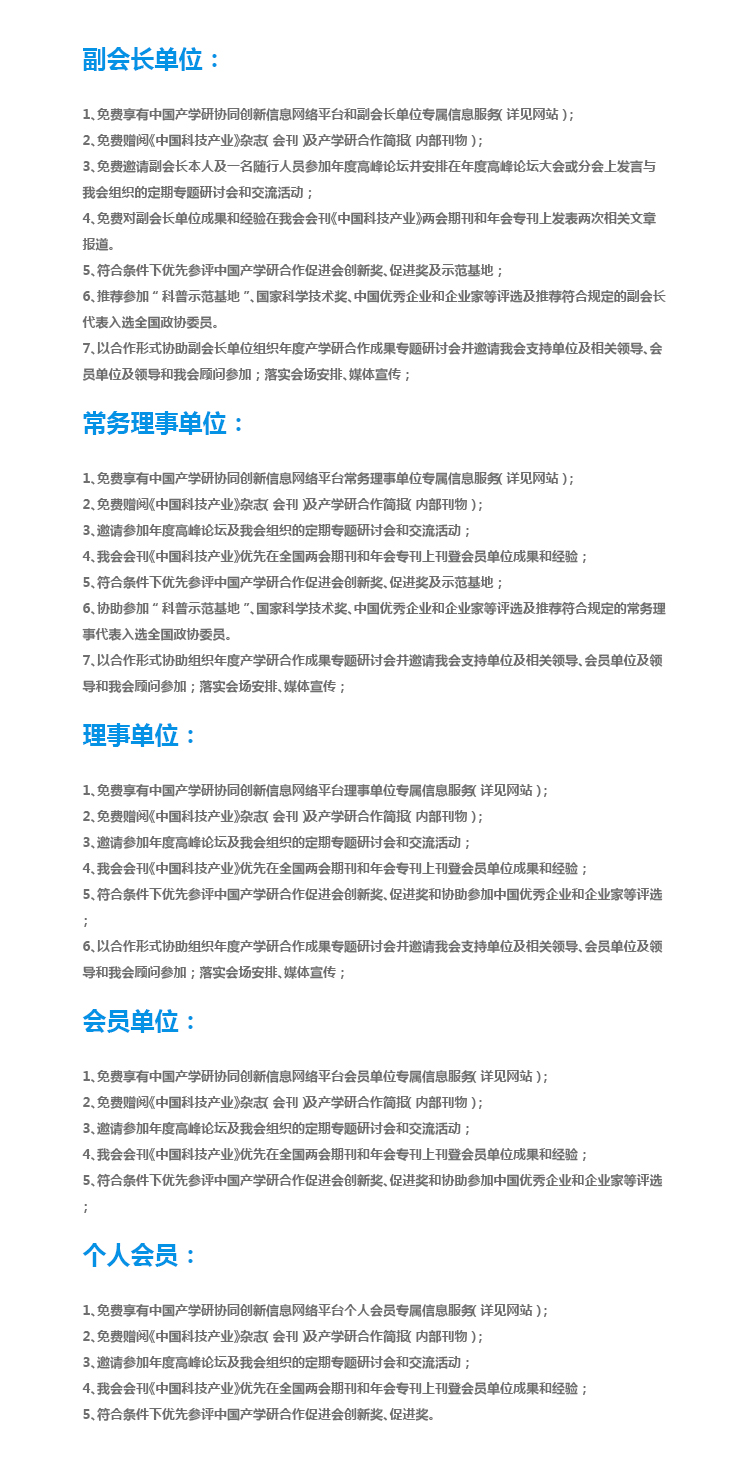 副会长单位：
1、免费享有中国产学研协同创新信息网络平台和副会长单位专属信息服务（详见网站）；
2、免费赠阅《中国科技产业》杂志（会刊）及产学研合作简报（内部刊物）；
3、免费邀请副会长本人及一名随行人员参加年度高峰论坛并安排在年度高峰论坛大会或分会上发言与
我会组织的定期专题研讨会和交流活动；
4、免费对副会长单位成果和经验在我会会刊《中国科技产业》两会期刊和年会专刊上发表两次相关文章
报道。
5、符合条件下优先参评中国产学研合作促进会创新奖、促进奖及示范基地；
6、推荐参加“科普示范基地”、国家科学技术奖、中国优秀企业和企业家等评选及推荐符合规定的副会长
代表入选全国政协委员。
7、以合作形式协助副会长单位组织年度产学研合作成果专题研讨会并邀请我会支持单位及相关领导、会
员单位及领导和我会顾问参加；落实会场安排、媒体宣传；
常务理事单位：
1、免费享有中国产学研协同创新信息网络平台常务理事单位专属信息服务（详见网站）；
2、免费赠阅《中国科技产业》杂志（会刊）及产学研合作简报（内部刊物）；
3、邀请参加年度高峰论坛及我会组织的定期专题研讨会和交流活动；
4、我会会刊《中国科技产业》优先在全国两会期刊和年会专刊上刊登会员单位成果和经验；
5、符合条件下优先参评中国产学研合作促进会创新奖、促进奖及示范基地；
6、协助参加“科普示范基地”、国家科学技术奖、中国优秀企业和企业家等评选及推荐符合规定的常务理
事代表入选全国政协委员。
7、以合作形式协助组织年度产学研合作成果专题研讨会并邀请我会支持单位及相关领导、会员单位及领
导和我会顾问参加；落实会场安排、媒体宣传；
理事单位：
1、免费享有中国产学研协同创新信息网络平台理事单位专属信息服务（详见网站）；
2、免费赠阅《中国科技产业》杂志（会刊）及产学研合作简报（内部刊物）；
3、邀请参加年度高峰论坛及我会组织的定期专题研讨会和交流活动；
4、我会会刊《中国科技产业》优先在全国两会期刊和年会专刊上刊登会员单位成果和经验；
5、符合条件下优先参评中国产学研合作促进会创新奖、促进奖和协助参加中国优秀企业和企业家等评选
；
6、以合作形式协助组织年度产学研合作成果专题研讨会并邀请我会支持单位及相关领导、会员单位及领
导和我会顾问参加；落实会场安排、媒体宣传；
会员单位：
1、免费享有中国产学研协同创新信息网络平台会员单位专属信息服务（详见网站）；
2、免费赠阅《中国科技产业》杂志（会刊）及产学研合作简报（内部刊物）；
3、邀请参加年度高峰论坛及我会组织的定期专题研讨会和交流活动；
4、我会会刊《中国科技产业》优先在全国两会期刊和年会专刊上刊登会员单位成果和经验；
5、符合条件下优先参评中国产学研合作促进会创新奖、促进奖和协助参加中国优秀企业和企业家等评选
；
个人会员：
1、免费享有中国产学研协同创新信息网络平台个人会员专属信息服务（详见网站）；
2、免费赠阅《中国科技产业》杂志（会刊）及产学研合作简报（内部刊物）；
3、邀请参加年度高峰论坛及我会组织的定期专题研讨会和交流活动；
4、我会会刊《中国科技产业》优先在全国两会期刊和年会专刊上刊登会员单位成果和经验；
5、符合条件下优先参评中国产学研合作促进会创新奖、促进奖。